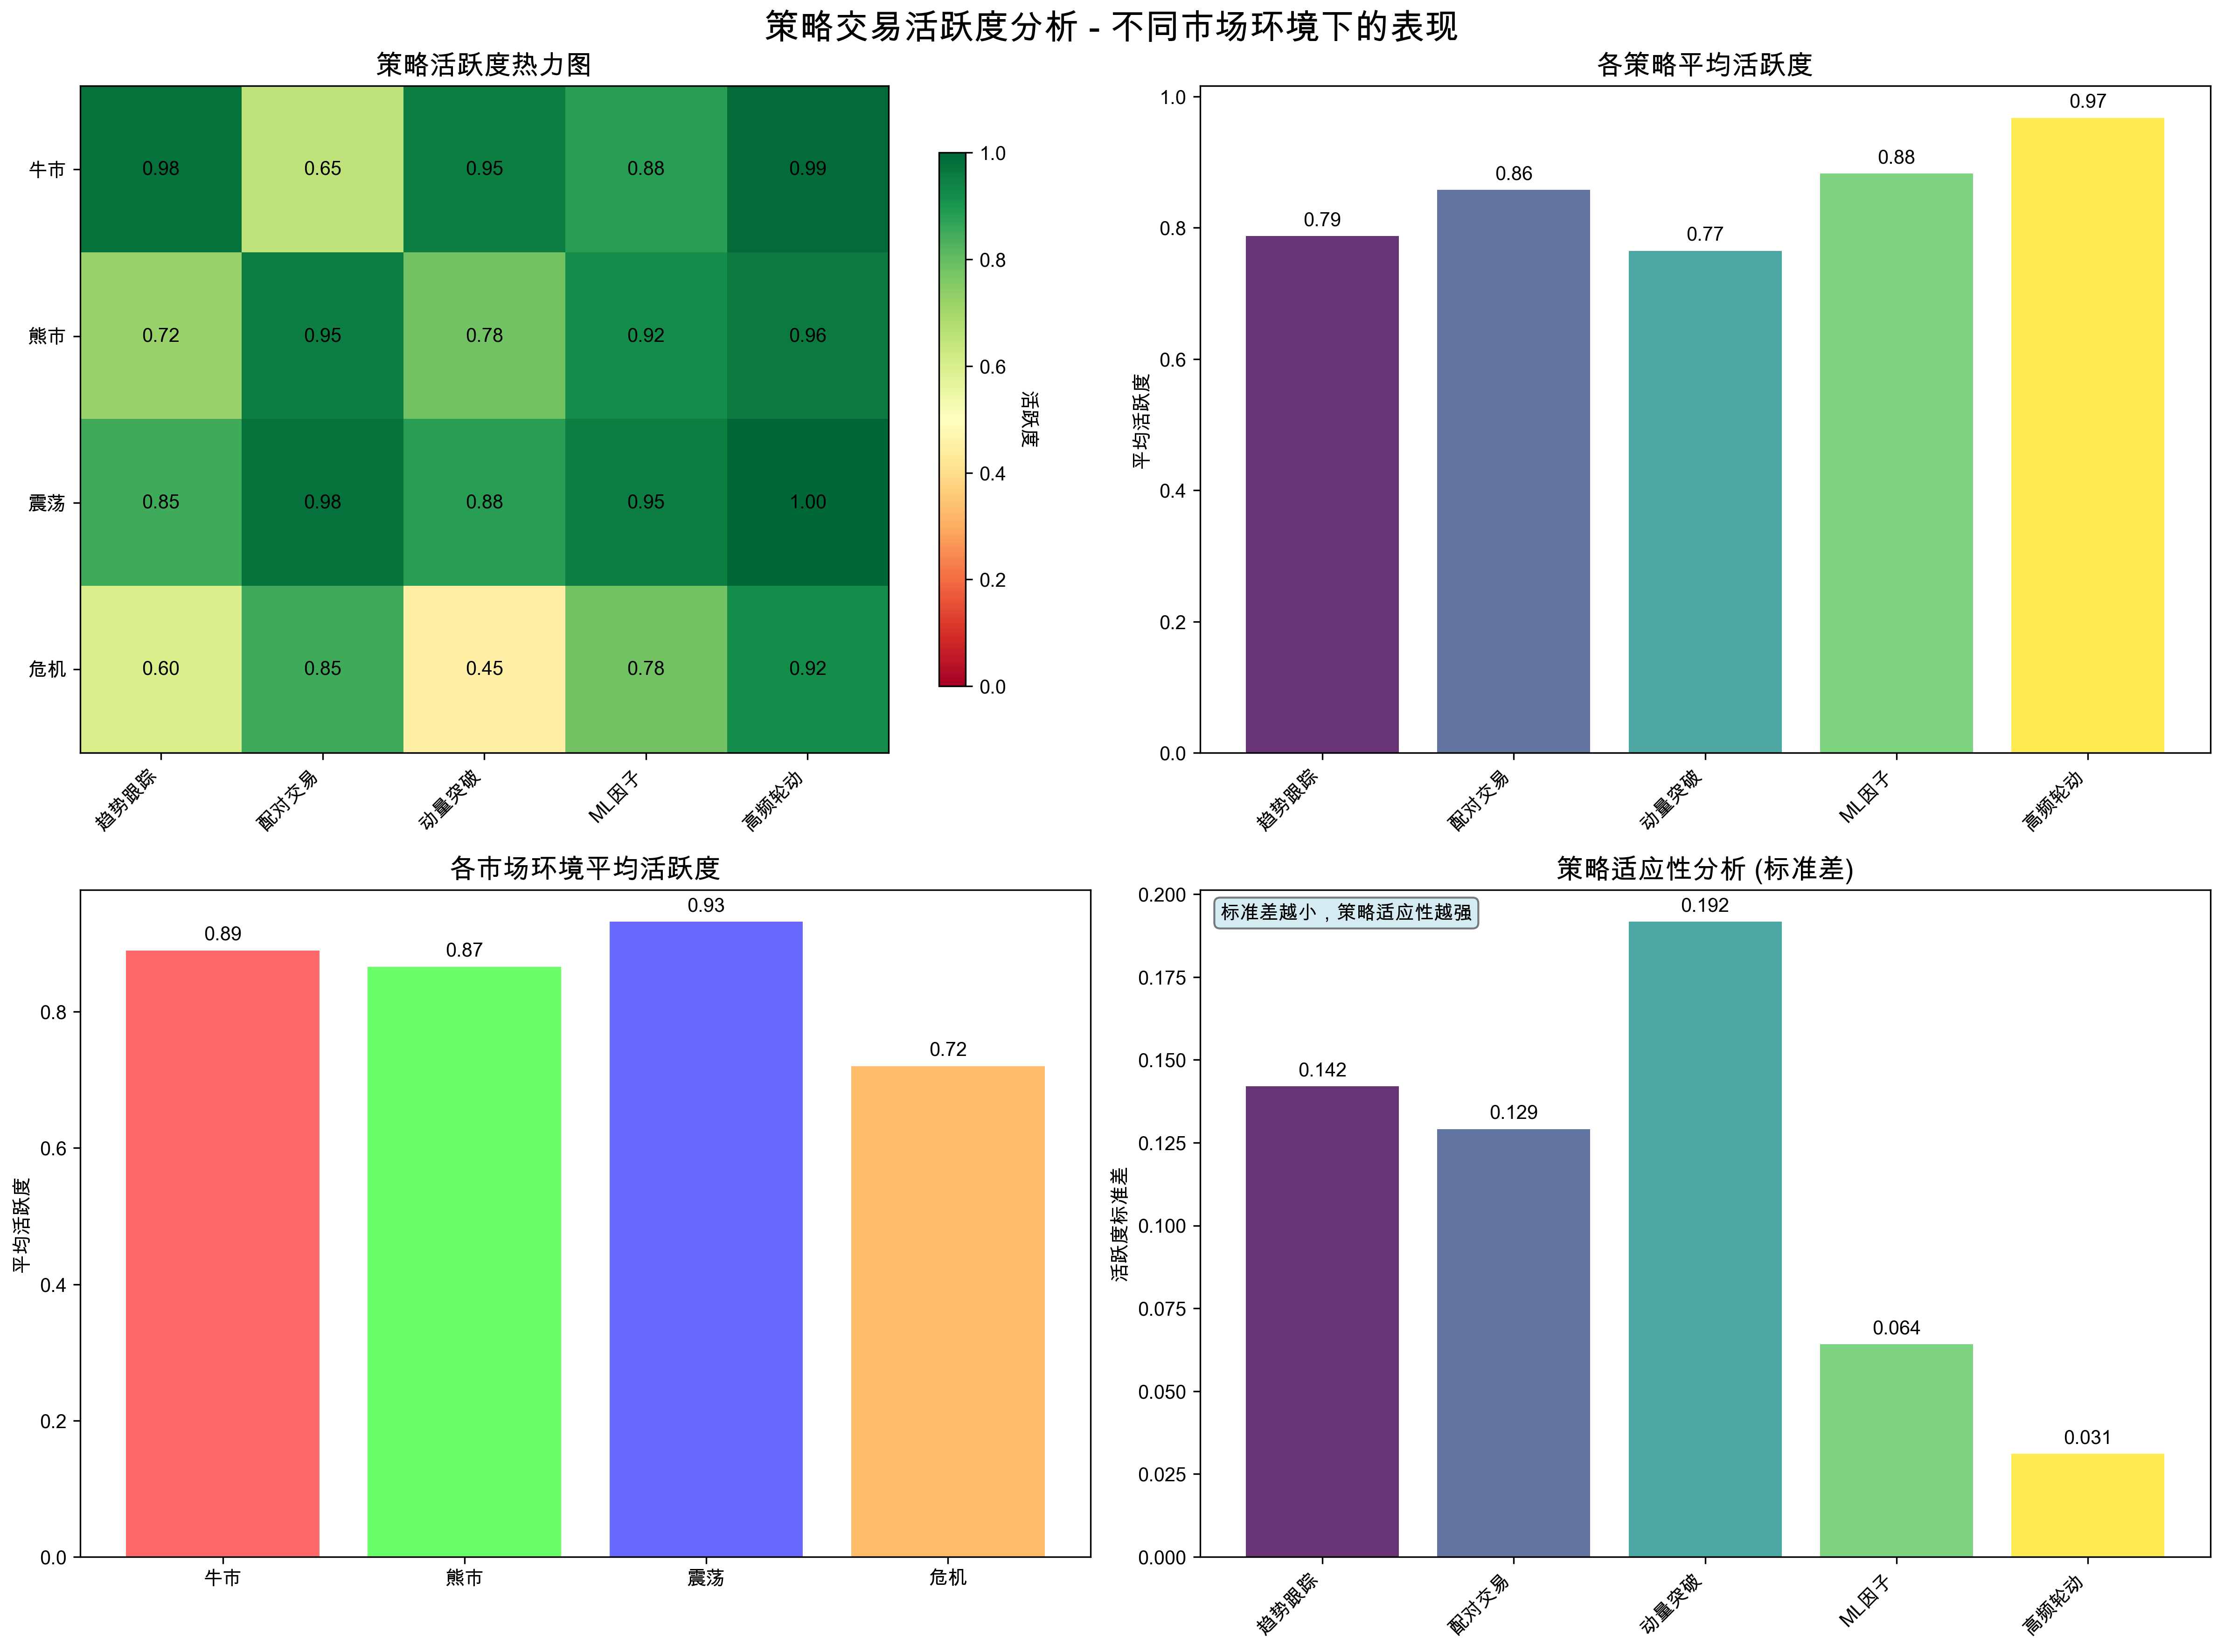 策略交易活跃度分析 - 不同市场环境下的表现
策略活跃度热力图
牛市 0.98 0.65 0.95 0.88 0.99
熊市 0.72 0.95 0.78 0.92 0.96
震荡 0.85 0.98 0.88 0.95 1.00
危机 0.60 0.85 0.45 0.78 0.92
趋势跟踪 配对交易 动量突破 ML因子 高频轮动
1.0
0.8
0.6
0.4
0.2
0.0
活跃度
各策略平均活跃度
平均活跃度
1.0
0.8
0.6
0.4
0.2
0.0
0.79 0.86 0.77 0.88 0.97
趋势跟踪 配对交易 动量突破 ML因子 高频轮动
各市场环境平均活跃度
平均活跃度
0.8
0.6
0.4
0.2
0.0
0.89 0.87 0.93 0.72
牛市 熊市 震荡 危机
策略适应性分析 (标准差)
标准差越小，策略适应性越强
活跃度标准差
0.200
0.175
0.150
0.125
0.100
0.075
0.050
0.025
0.000
0.142 0.129 0.192 0.064 0.031
趋势跟踪 配对交易 动量突破 ML因子 高频轮动